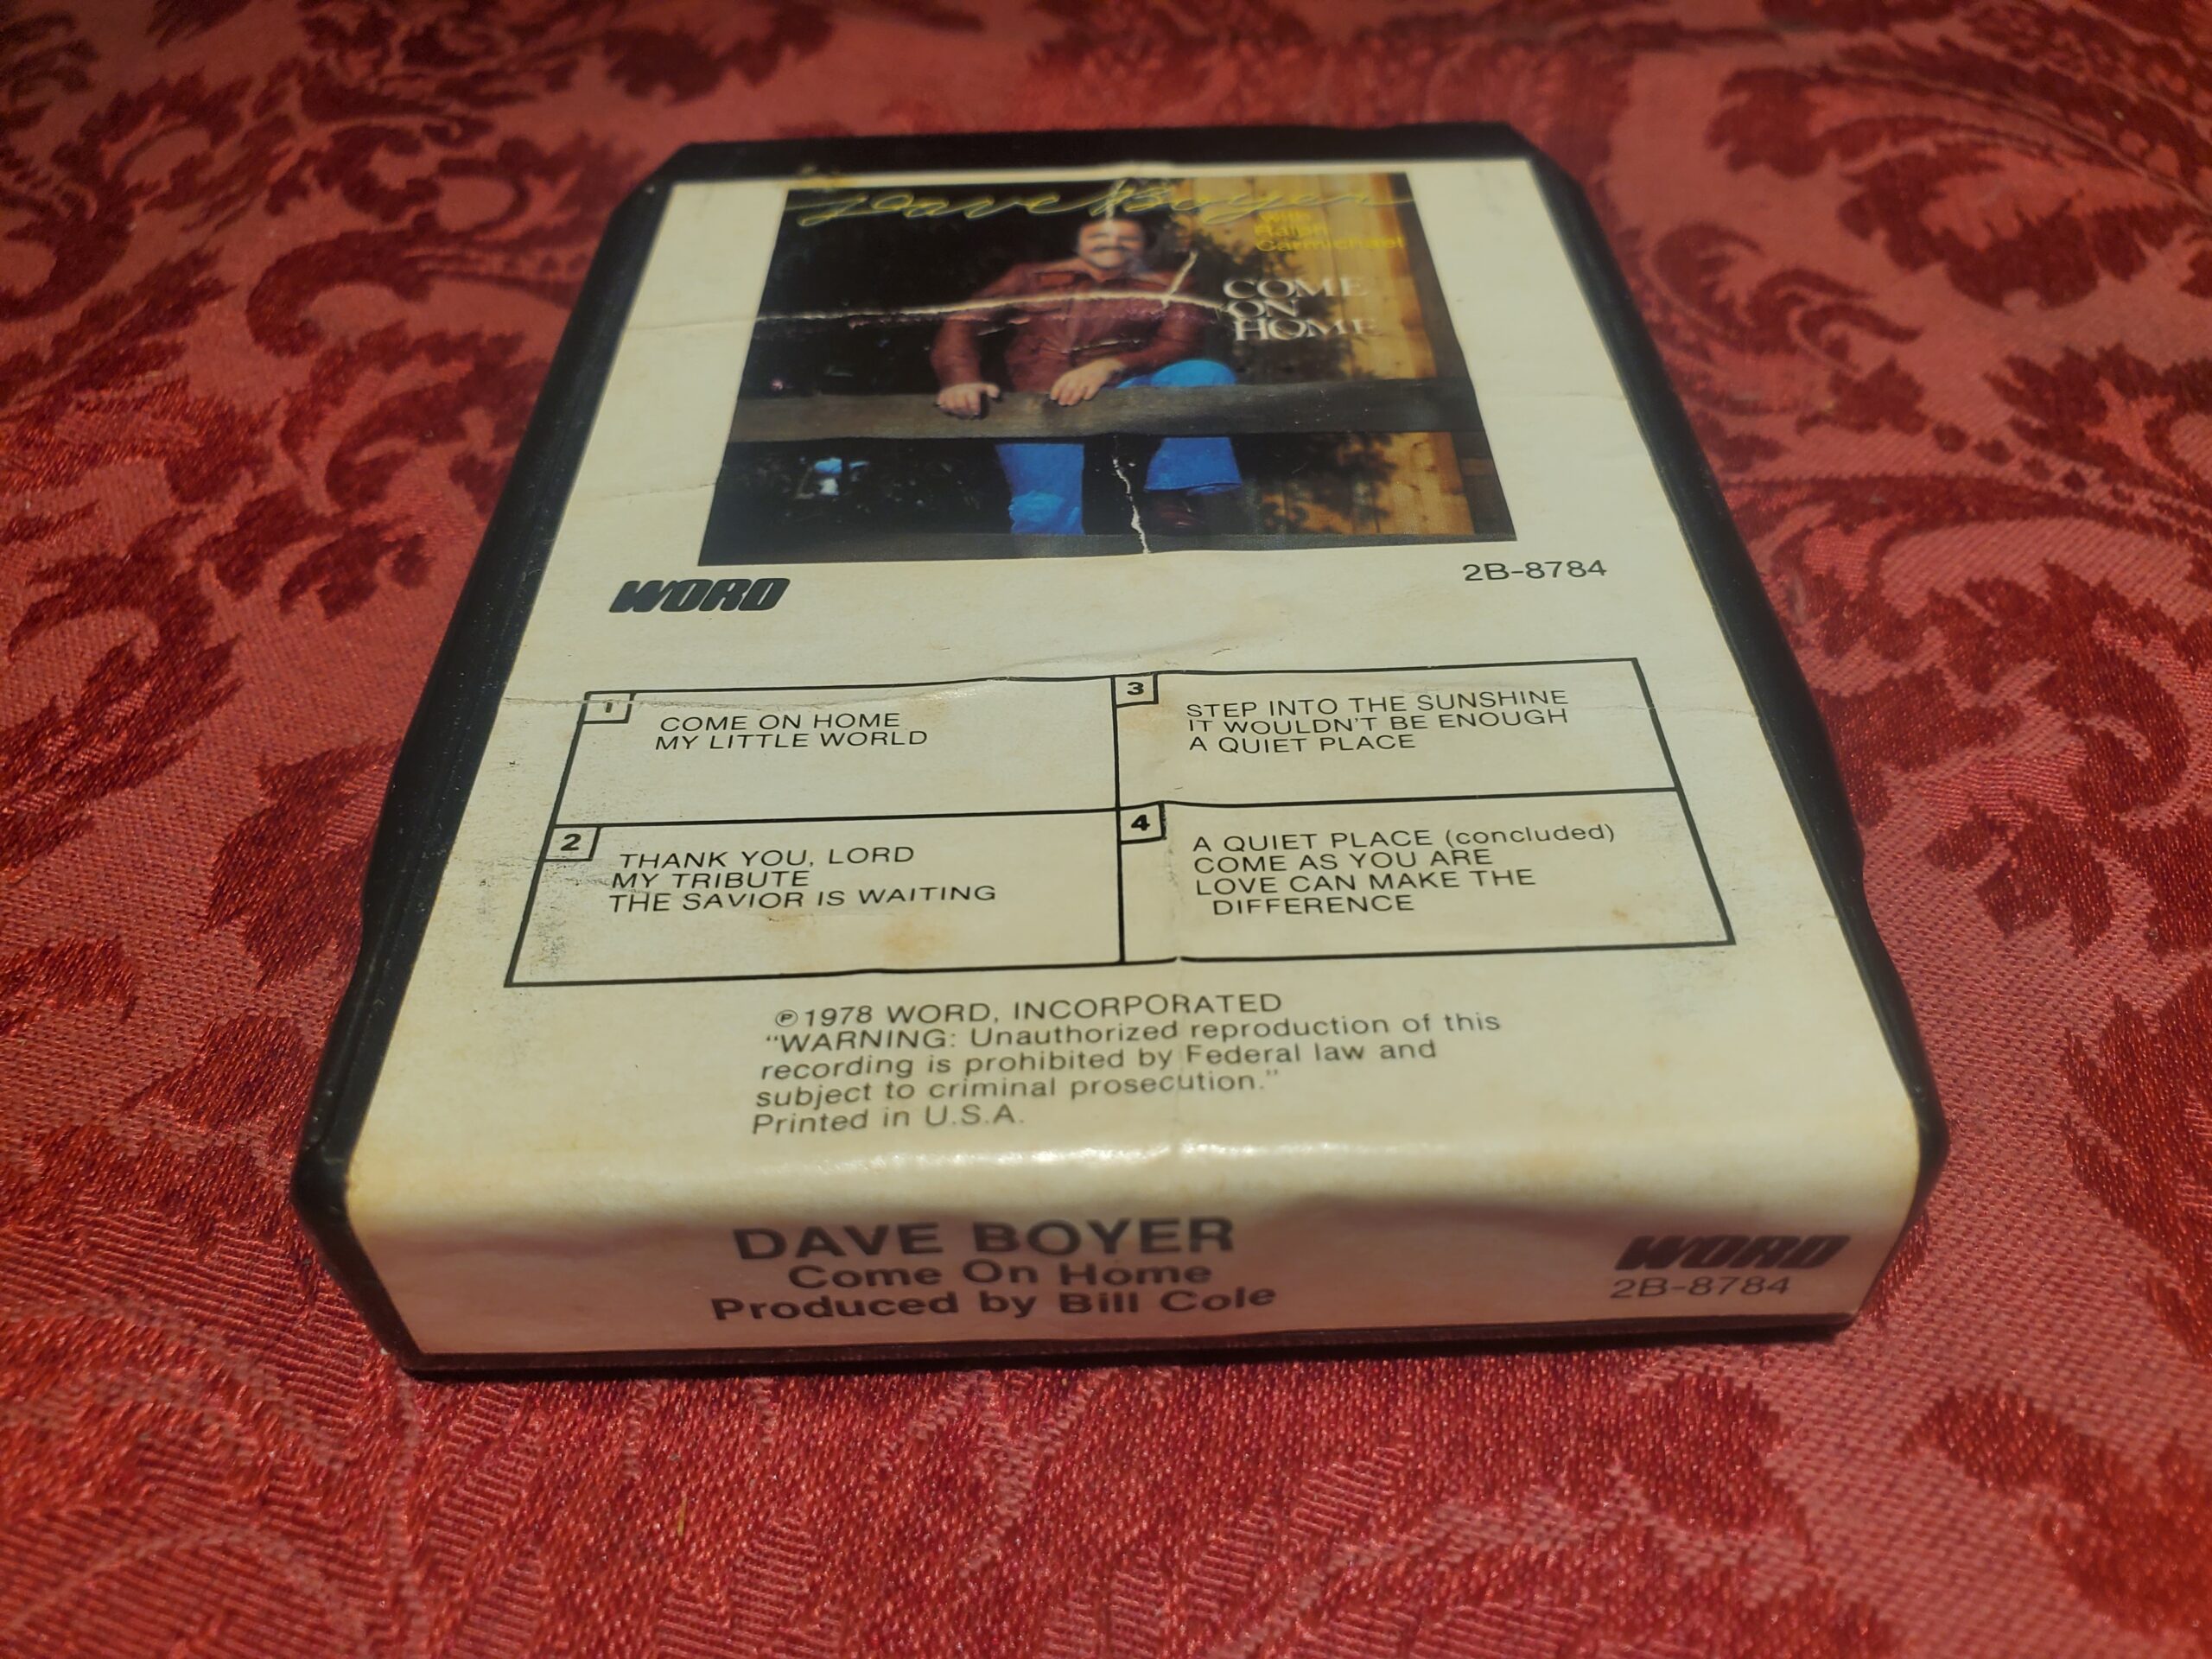 Dave Boyer
with
Ralph
Carmichael
COME
ON
HOME
WORD
2B-8784
1
COME ON HOME
MY LITTLE WORLD
2
THANK YOU, LORD
MY TRIBUTE
THE SAVIOR IS WAITING
3
STEP INTO THE SUNSHINE
IT WOULDN'T BE ENOUGH
A QUIET PLACE
4
A QUIET PLACE (concluded)
COME AS YOU ARE
LOVE CAN MAKE THE
DIFFERENCE
℗1978 WORD, INCORPORATED
"WARNING: Unauthorized reproduction of this
recording is prohibited by Federal law and
subject to criminal prosecution."
Printed in U.S.A.
DAVE BOYER
Come On Home
Produced by Bill Cole
WORD
2B-8784